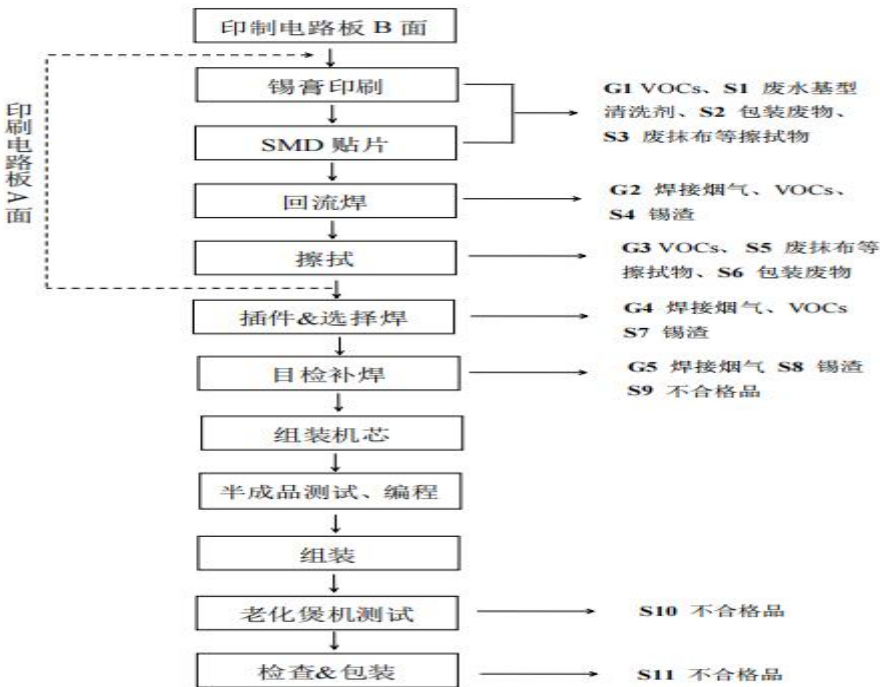 印制电路板 B 面
锡膏印刷
G1 VOCs、S1 废水基型
清洗剂、S2 包装废物、
S3 废抹布等擦拭物
SMD 贴片
印刷电路板 A 面
回流焊
G2 焊接烟气、VOCs、
S4 锡渣
擦拭
G3 VOCs、S5 废抹布等
擦拭物、S6 包装废物
插件&选择焊
G4 焊接烟气、VOCs
S7 锡渣
目检补焊
G5 焊接烟气 S8 锡渣
S9 不合格品
组装机芯
半成品测试、编程
组装
老化煲机测试
S10 不合格品
检查&包装
S11 不合格品